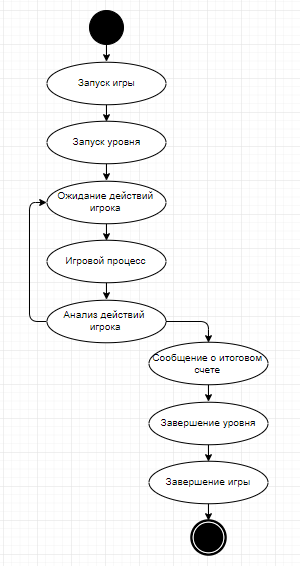 Запуск игры
Запуск уровня
Ожидание действий
игрока
Игровой процесс
Анализ действий
игрока
Сообщение о итоговом
счете
Завершение уровня
Завершение игры